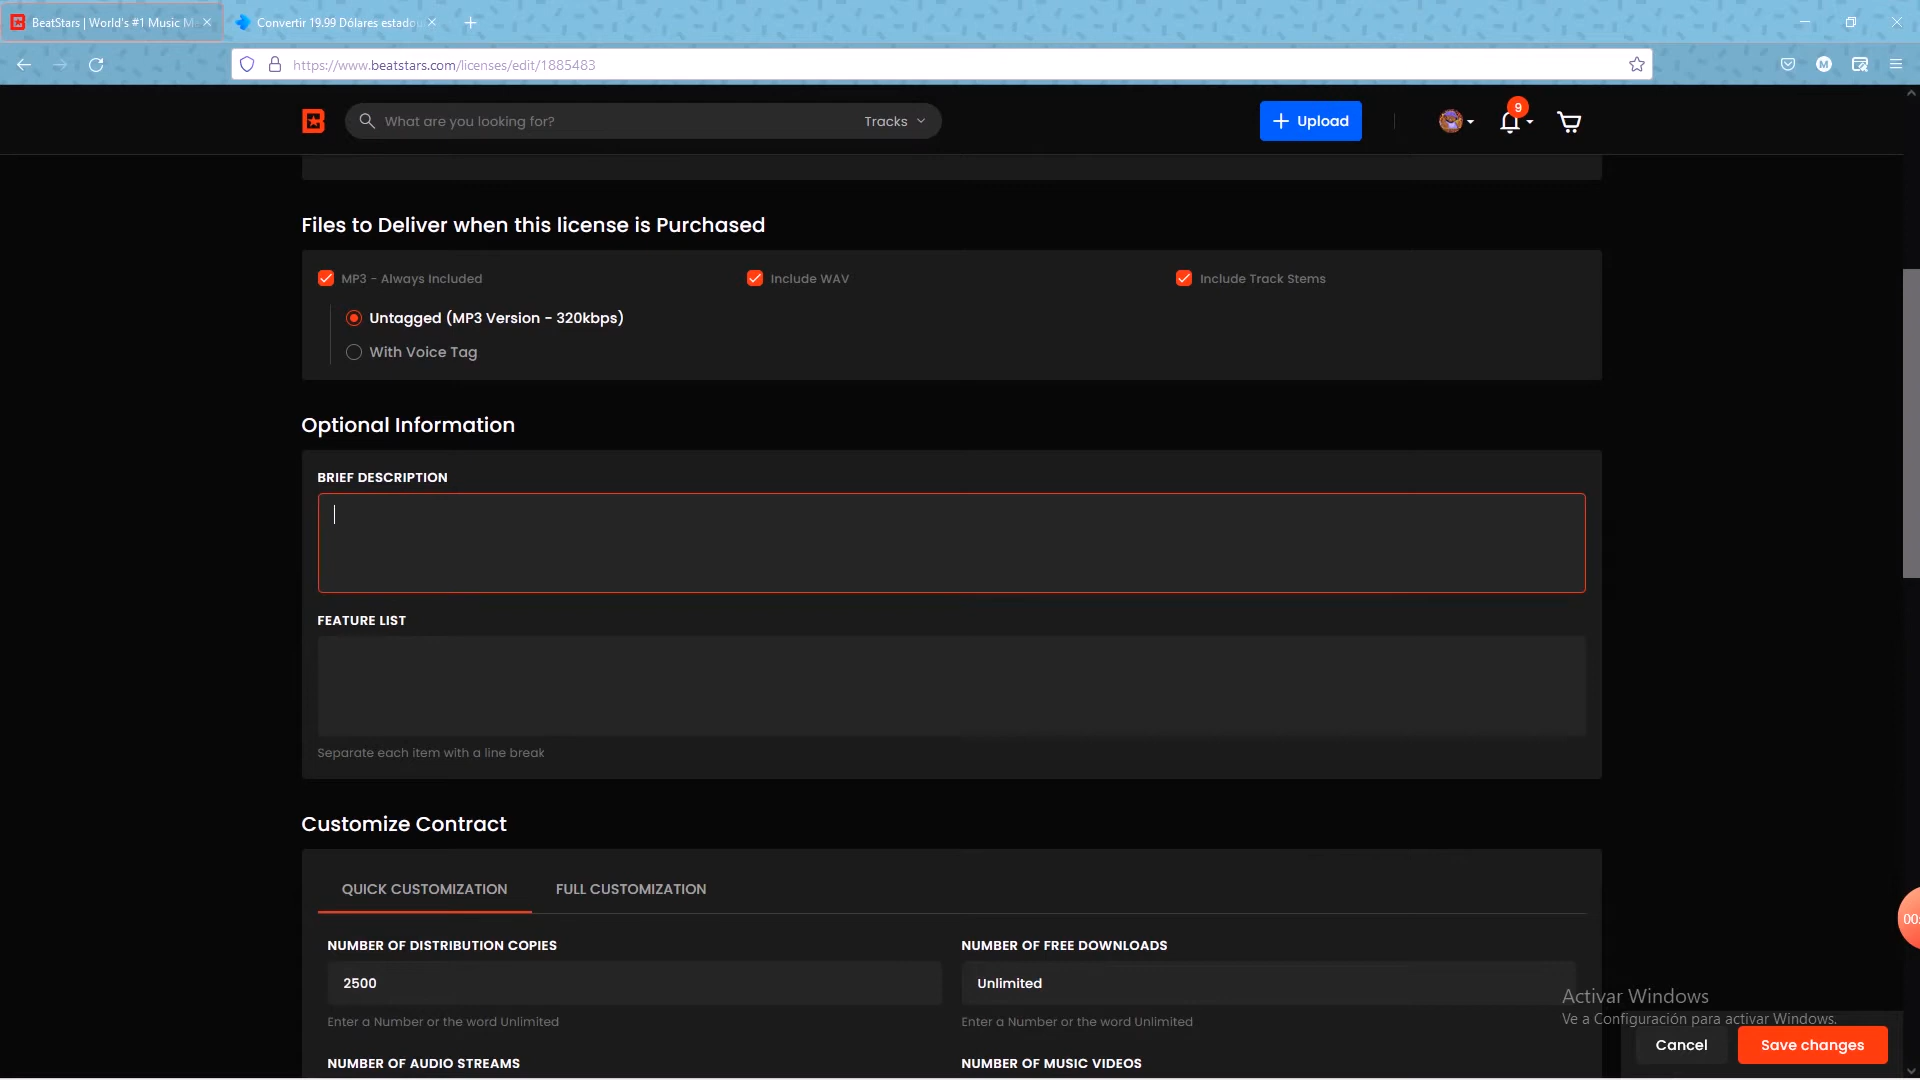 BeatStars | World's #1 Music M
Convertir 19.99 Dólares estadou
https://www.beatstars.com/licenses/edit/1885483
M
What are you looking for?
Tracks
Upload
9
Files to Deliver when this license is Purchased
MP3 - Always Included
Include WAV
Include Track Stems
Untagged (MP3 Version - 320kbps)
With Voice Tag
Optional Information
BRIEF DESCRIPTION
FEATURE LIST
Separate each item with a line break
Customize Contract
QUICK CUSTOMIZATION
FULL CUSTOMIZATION
NUMBER OF DISTRIBUTION COPIES
NUMBER OF FREE DOWNLOADS
2500
Unlimited
Enter a Number or the word Unlimited
Enter a Number or the word Unlimited
NUMBER OF AUDIO STREAMS
NUMBER OF MUSIC VIDEOS
00:
Activar Windows
Ve a Configuración para activar Windows.
Cancel
Save changes